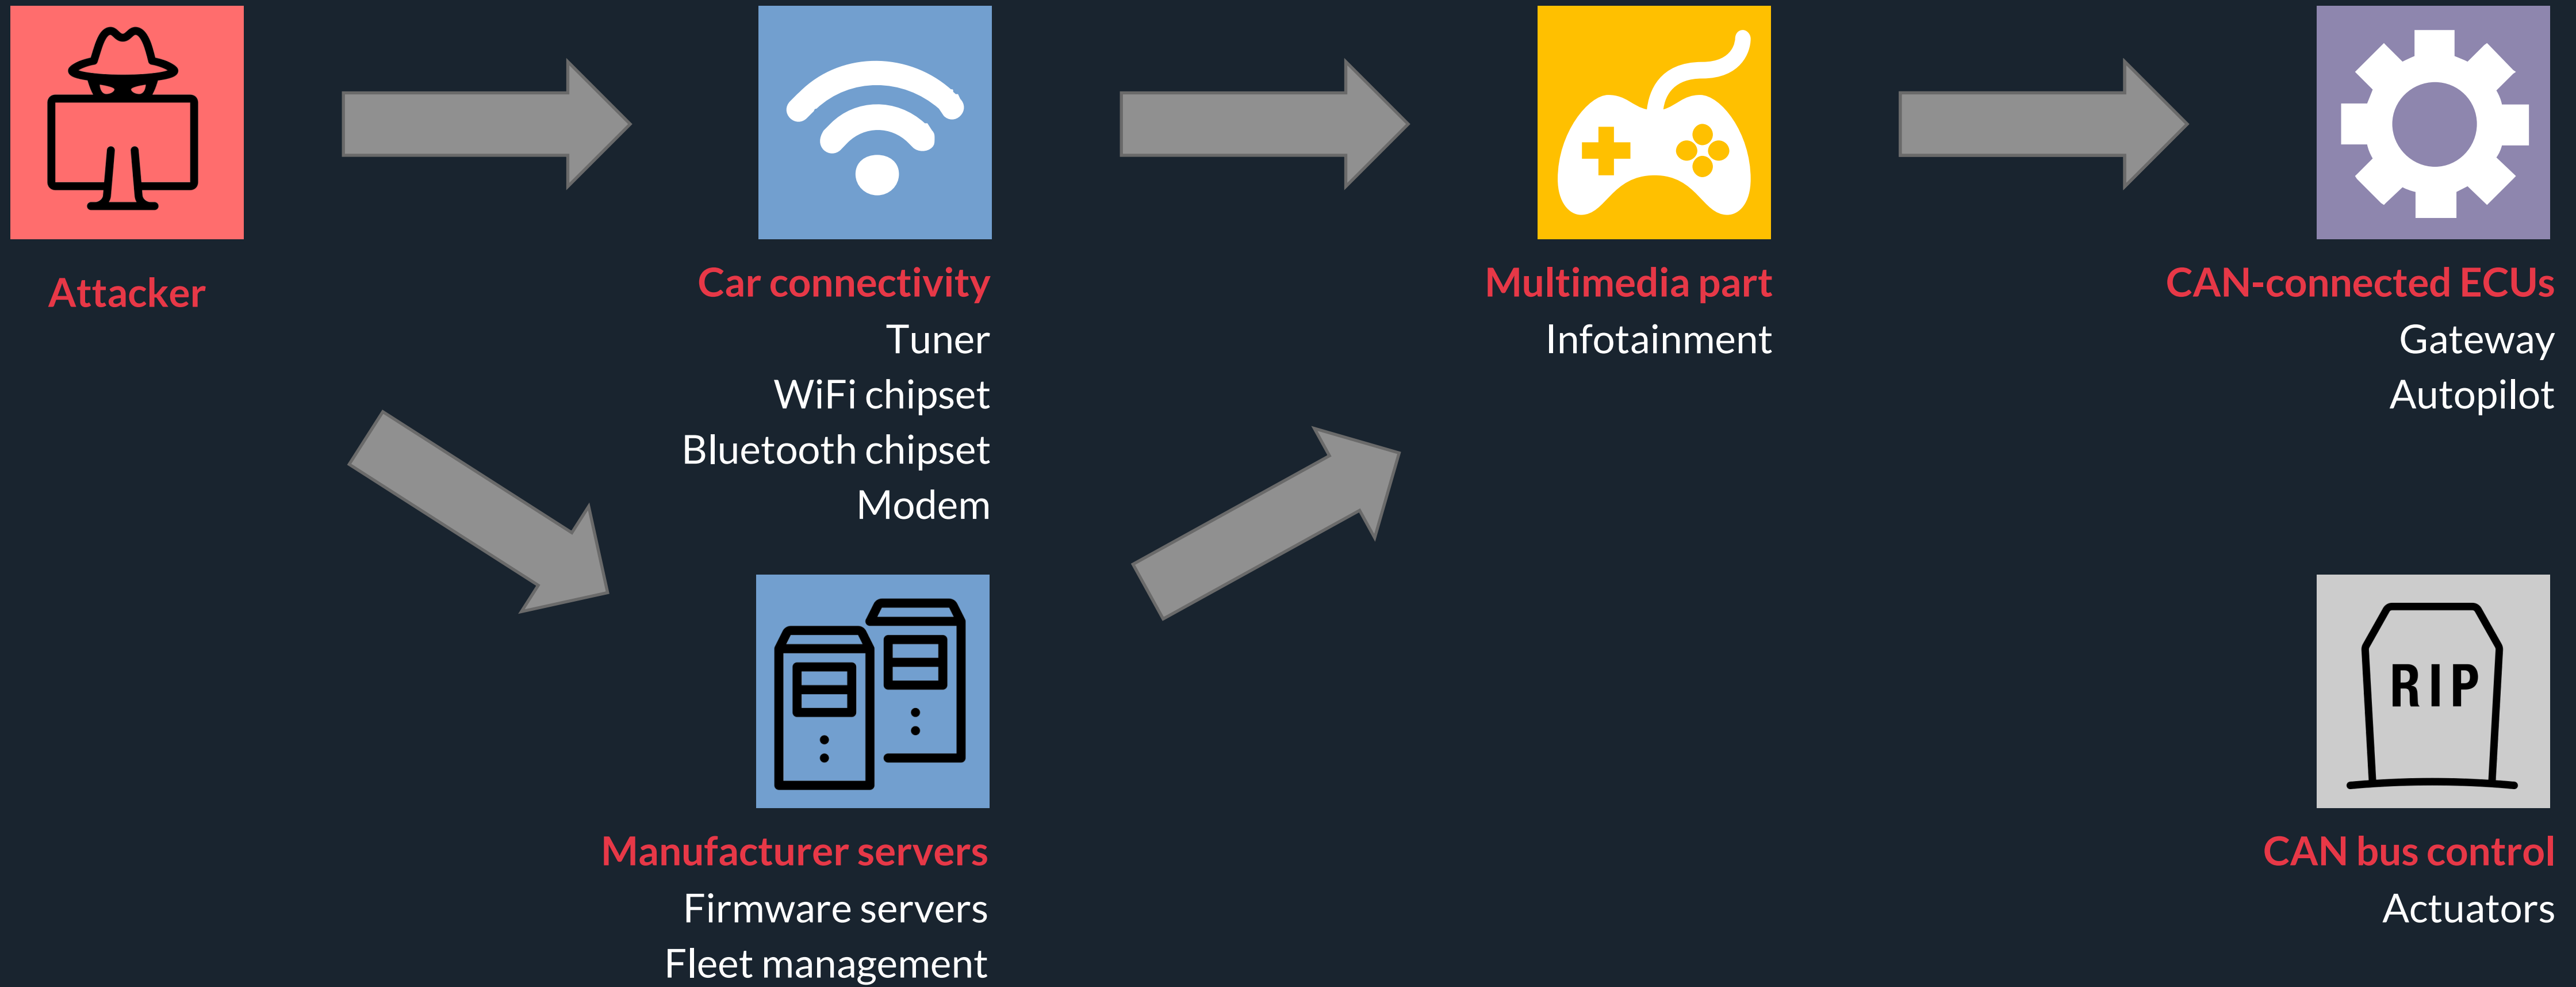 Attacker
Car connectivity
Tuner
WiFi chipset
Bluetooth chipset
Modem
Multimedia part
Infotainment
CAN-connected ECUs
Gateway
Autopilot
Manufacturer servers
Firmware servers
Fleet management
RIP
CAN bus control
Actuators